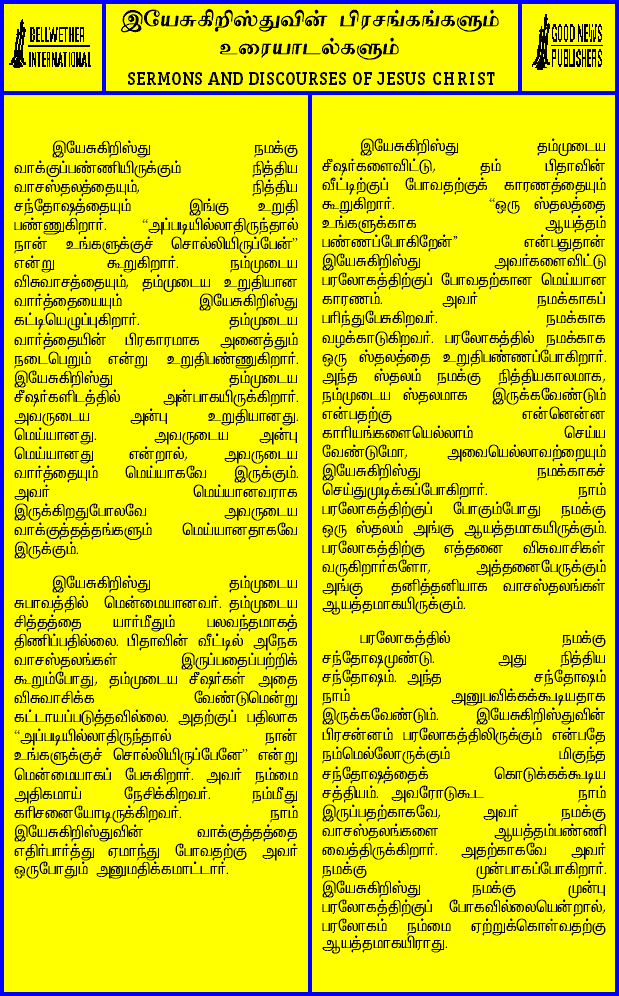 BELLWETHER
INTERNATIONAL
இயேசுகிறிஸ்துவின் பிரசங்கங்களும்
உரையாடல்களும்
SERMONS AND DISCOURSES OF JESUS CHRIST
GOOD NEWS
PUBLISHERS
இயேசுகிறிஸ்து நமக்கு
வாக்குப்பண்ணியிருக்கும் நித்திய
வாசஸ்தலத்தையும், நித்திய
சந்தோஷத்தையும் இங்கு உறுதி
பண்ணுகிறார். “அப்படியில்லாதிருந்தால்
நான் உங்களுக்குச் சொல்லியிருப்பேன்”
என்று கூறுகிறார். நம்முடைய
விசுவாசத்தையும், தம்முடைய உறுதியான
வார்த்தையையும் இயேசுகிறிஸ்து
கட்டியெழுப்புகிறார். தம்முடைய
வார்த்தையின் பிரகாரமாக அனைத்தும்
நடைபெறும் என்று உறுதிபண்ணுகிறார்.
இயேசுகிறிஸ்து தம்முடைய
சீஷர்களிடத்தில் அன்பாகயிருக்கிறார்.
அவருடைய அன்பு உறுதியானது.
மெய்யானது. அவருடைய அன்பு
மெய்யானது என்றால், அவருடைய
வார்த்தையும் மெய்யாகவே இருக்கும்.
அவர் மெய்யானவராக
இருக்கிறதுபோலவே அவருடைய
வாக்குத்தத்தங்களும் மெய்யானதாகவே
இருக்கும்.
இயேசுகிறிஸ்து தம்முடைய
சுபாவத்தில் மென்மையானவர். தம்முடைய
சித்தத்தை யார்மீதும் பலவந்தமாகத்
திணிப்பதில்லை. பிதாவின் வீட்டில் அநேக
வாசஸ்தலங்கள் இருப்பதைப்பற்றிக்
கூறும்போது, தம்முடைய சீஷர்கள் அதை
விசுவாசிக்க வேண்டுமென்று
கட்டாயப்படுத்தவில்லை. அதற்குப் பதிலாக
“அப்படியில்லாதிருந்தால் நான்
உங்களுக்குச் சொல்லியிருப்பேனே” என்று
மென்மையாகப் பேசுகிறார். அவர் நம்மை
அதிகமாய் நேசிக்கிறவர். நம்மீது
கரிசனையோடிருக்கிறவர். நாம்
இயேசுகிறிஸ்துவின் வாக்குத்தத்தை
எதிர்பார்த்து ஏமாந்து போவதற்கு அவர்
ஒருபோதும் அனுமதிக்கமாட்டார்.
இயேசுகிறிஸ்து தம்முடைய
சீஷர்களைவிட்டு, தம் பிதாவின்
வீட்டிற்குப் போவதற்குக் காரணத்தையும்
கூறுகிறார். “ஒரு ஸ்தலத்தை
உங்களுக்காக ஆயத்தம்
பண்ணப்போகிறேன்” என்பதுதான்
இயேசுகிறிஸ்து அவர்களைவிட்டு
பரலோகத்திற்குப் போவதற்கான மெய்யான
காரணம். அவர் நமக்காகப்
பரிந்துபேசுகிறவர். நமக்காக
வழக்காடுகிறவர். பரலோகத்தில் நமக்காக
ஒரு ஸ்தலத்தை உறுதிபண்ணப்போகிறார்.
அந்த ஸ்தலம் நமக்கு நித்தியகாலமாக,
நம்முடைய ஸ்தலமாக இருக்கவேண்டும்
என்பதற்கு என்னென்ன
காரியங்களையெல்லாம் செய்ய
வேண்டுமோ, அவையெல்லாவற்றையும்
இயேசுகிறிஸ்து நமக்காகச்
செய்துமுடிக்கப்போகிறார். நாம்
பரலோகத்திற்குப் போகும்போது நமக்கு
ஒரு ஸ்தலம் அங்கு ஆயத்தமாகயிருக்கும்.
பரலோகத்திற்கு எத்தனை விசுவாசிகள்
வருகிறார்களோ, அத்தனைபேருக்கும்
அங்கு தனித்தனியாக வாசஸ்தலங்கள்
ஆயத்தமாகயிருக்கும்.
பரலோகத்தில் நமக்கு
சந்தோஷமுண்டு. அது நித்திய
சந்தோஷம். அந்த சந்தோஷம்
நாம் அனுபவிக்கக்கூடியதாக
இருக்கவேண்டும். இயேசுகிறிஸ்துவின்
பிரசன்னம் பரலோகத்திலிருக்கும் என்பதே
நம்மெல்லோருக்கும் மிகுந்த
சந்தோஷத்தைக் கொடுக்கக்கூடிய
சத்தியம். அவரோடுகூட நாம்
இருப்பதற்காகவே, அவர் நமக்கு
வாசஸ்தலங்களை ஆயத்தம்பண்ணி
வைத்திருக்கிறார். அதற்காகவே அவர்
நமக்கு முன்பாகப்போகிறார்.
இயேசுகிறிஸ்து நமக்கு முன்பு
பரலோகத்திற்குப் போகவில்லையென்றால்,
பரலோகம் நம்மை ஏற்றுக்கொள்வதற்கு
ஆயத்தமாகயிராது.